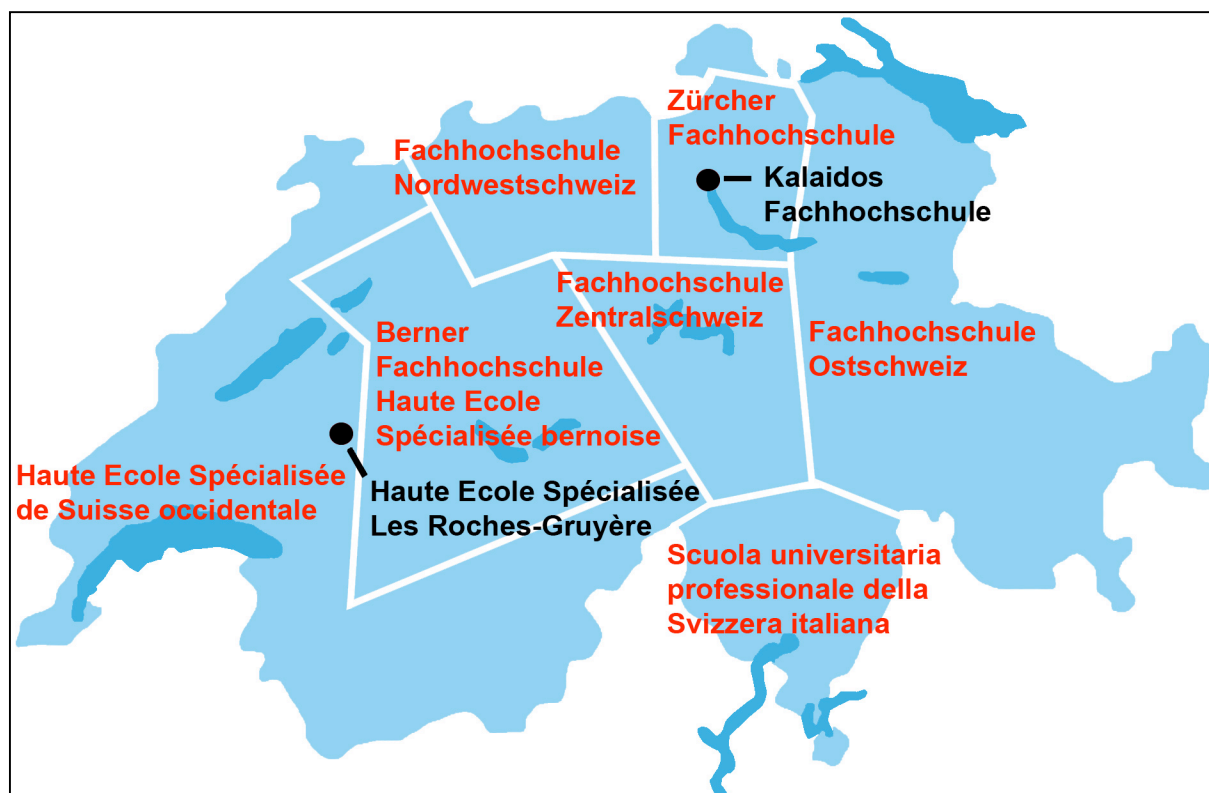 Zürcher
Fachhochschule
Fachhochschule
Nordwestschweiz
Kalaidos
Fachhochschule
Fachhochschule
Zentralschweiz
Berner
Fachhochschule
Haute Ecole
Spécialisée bernoise
Fachhochschule
Ostschweiz
Haute Ecole Spécialisée
de Suisse occidentale
Haute Ecole Spécialisée
Les Roches-Gruyère
Scuola universitaria
professionale della
Svizzera italiana